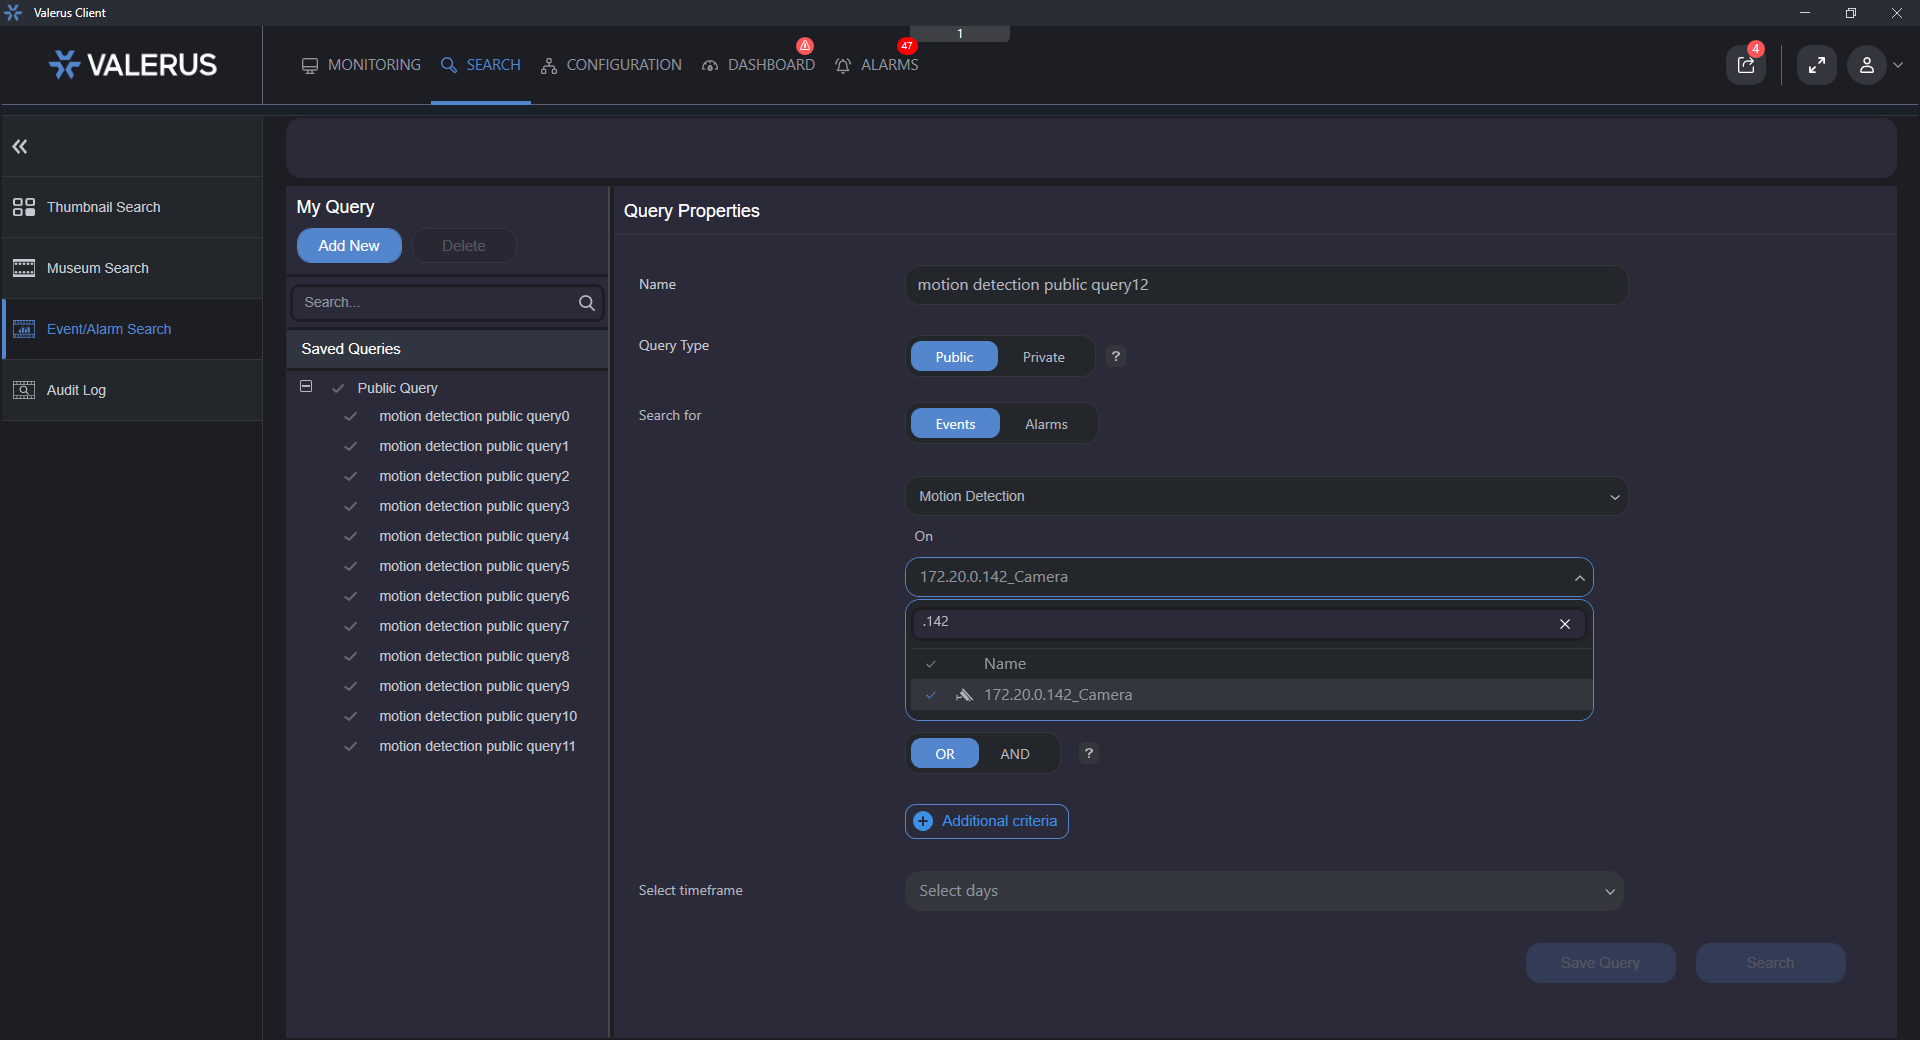 Valerus Client
1
VALERUS
MONITORING
SEARCH
CONFIGURATION
DASHBOARD
47
ALARMS
4
Thumbnail Search
Museum Search
Event/Alarm Search
Audit Log
My Query
Add New
Delete
Search...
Saved Queries
Public Query
motion detection public query0
motion detection public query1
motion detection public query2
motion detection public query3
motion detection public query4
motion detection public query5
motion detection public query6
motion detection public query7
motion detection public query8
motion detection public query9
motion detection public query10
motion detection public query11
Query Properties
Name
motion detection public query12
Query Type
Public
Private
?
Search for
Events
Alarms
Motion Detection
On
172.20.0.142_Camera
.142
Name
172.20.0.142_Camera
OR
AND
?
Additional criteria
Select timeframe
Select days
Save Query
Search